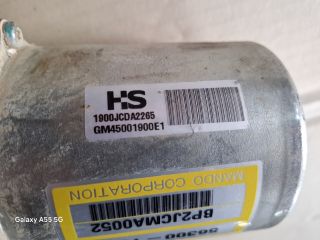 HS
1900JCDA2265
GM45001900E1
MANDO CORPORATION
BP2JCMA0052
Galaxy A55 5G